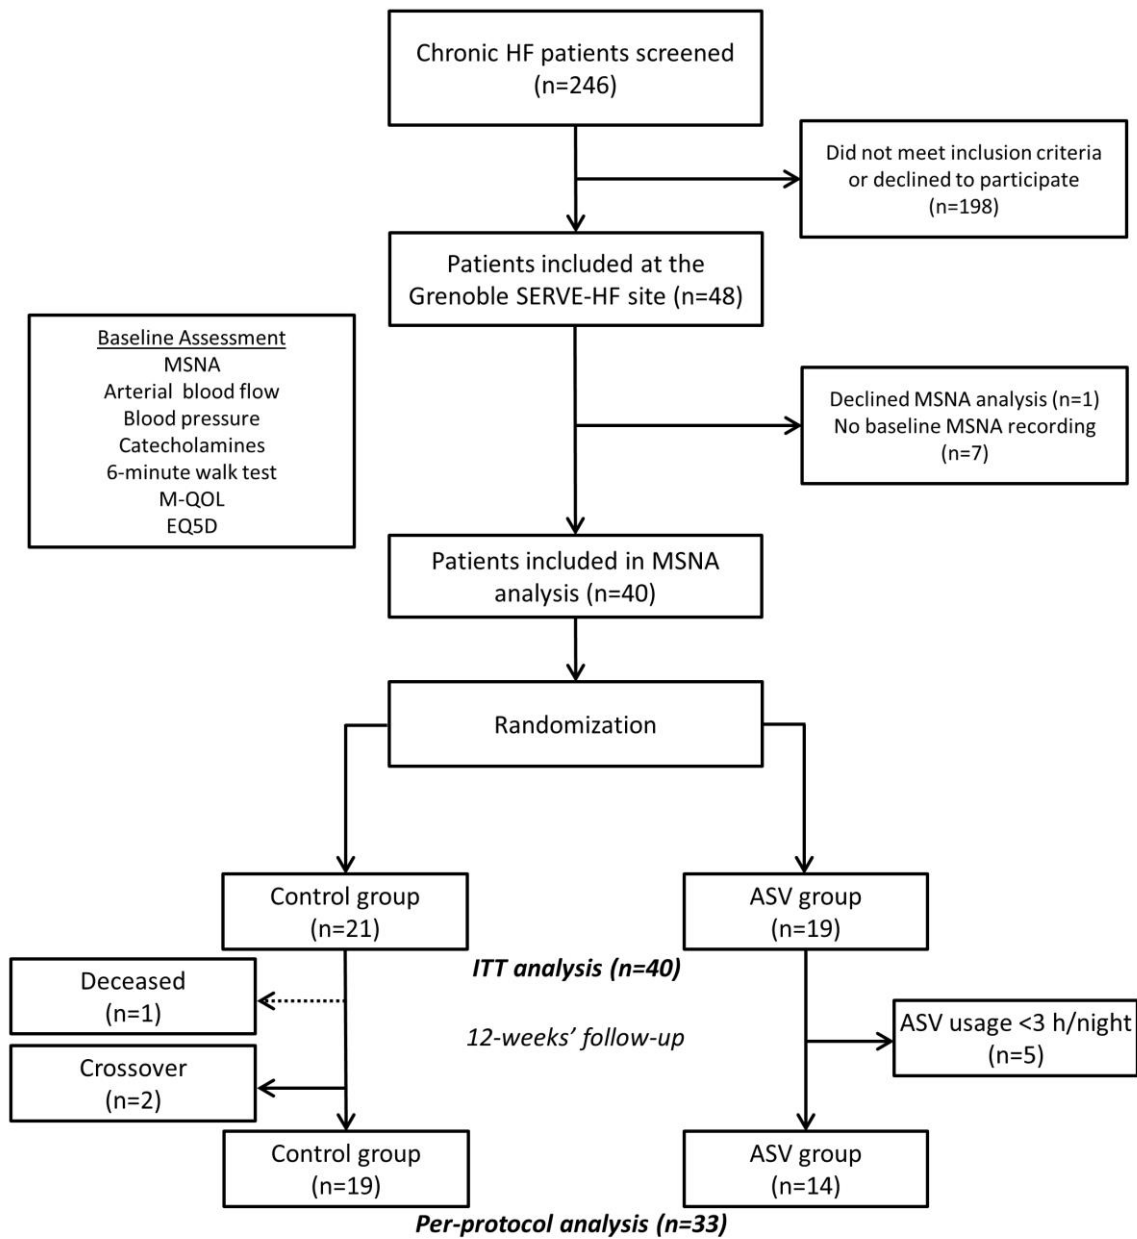 Chronic HF patients screened
(n=246)
Did not meet inclusion criteria
or declined to participate
(n=198)
Patients included at the
Grenoble SERVE-HF site (n=48)
Baseline Assessment
MSNA
Arterial blood flow
Blood pressure
Catecholamines
6-minute walk test
M-QOL
EQ5D
Declined MSNA analysis (n=1)
No baseline MSNA recording
(n=7)
Patients included in MSNA
analysis (n=40)
Randomization
Control group
(n=21)
ASV group
(n=19)
ITT analysis (n=40)
Deceased
(n=1)
12-weeks’ follow-up
ASV usage <3 h/night
(n=5)
Crossover
(n=2)
Control group
(n=19)
ASV group
(n=14)
Per-protocol analysis (n=33)